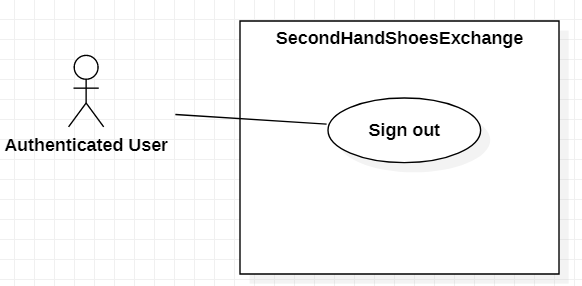 SecondHandShoesExchange
Authenticated User
Sign out